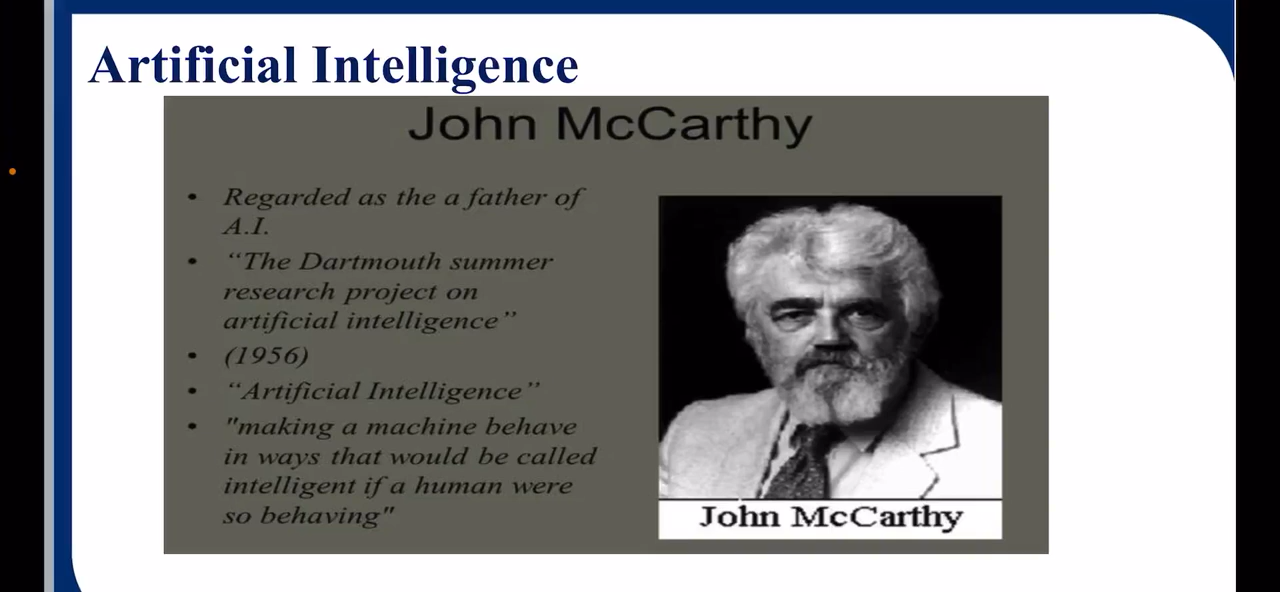 Artificial Intelligence
John McCarthy
• Regarded as the a father of
A.I.
• “The Dartmouth summer
research project on
artificial intelligence”
• (1956)
• “Artificial Intelligence”
• "making a machine behave
in ways that would be called
intelligent if a human were
so behaving"
John McCarthy